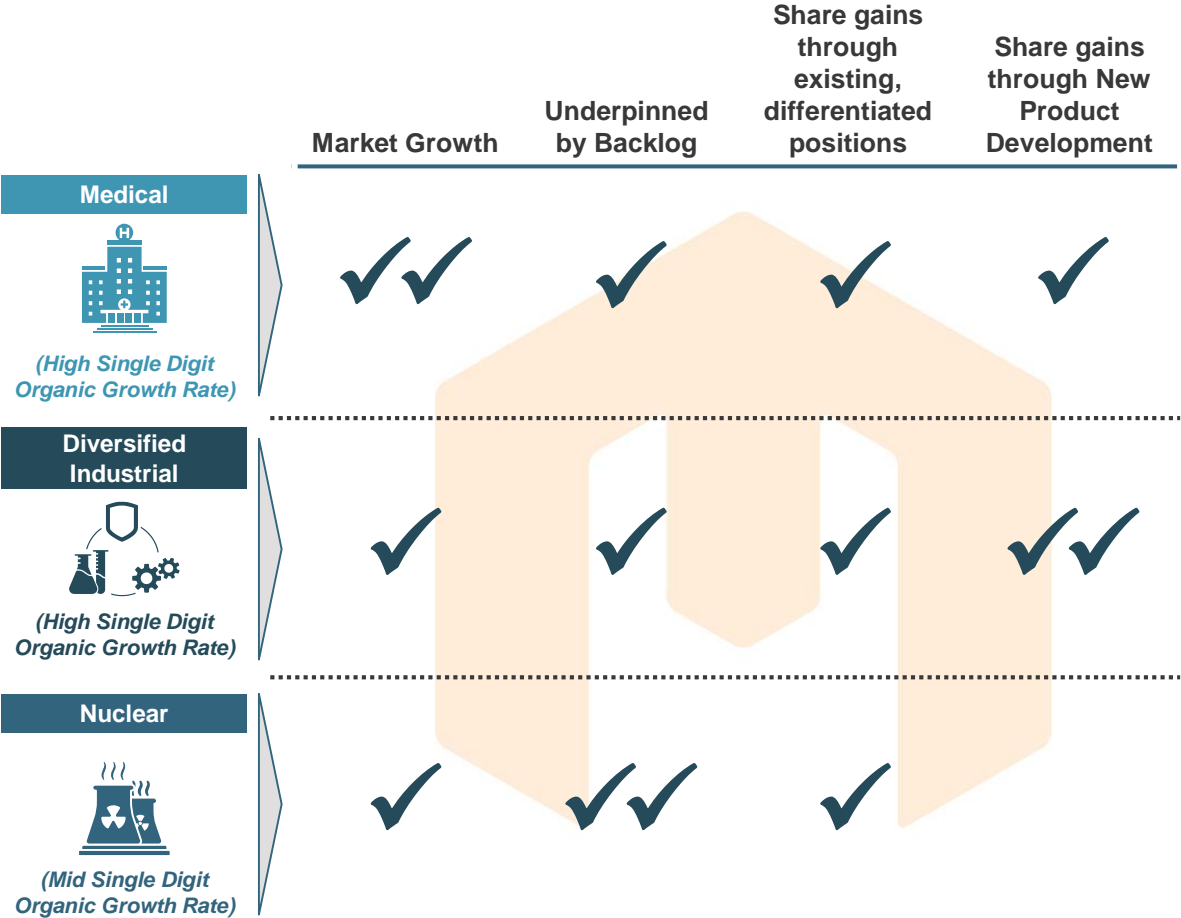 Market Growth
Underpinned
by Backlog
Share gains
through
existing,
differentiated
positions
Share gains
through New
Product
Development
Medical
H
(High Single Digit
Organic Growth Rate)
Diversified
Industrial
(High Single Digit
Organic Growth Rate)
Nuclear
(Mid Single Digit
Organic Growth Rate)